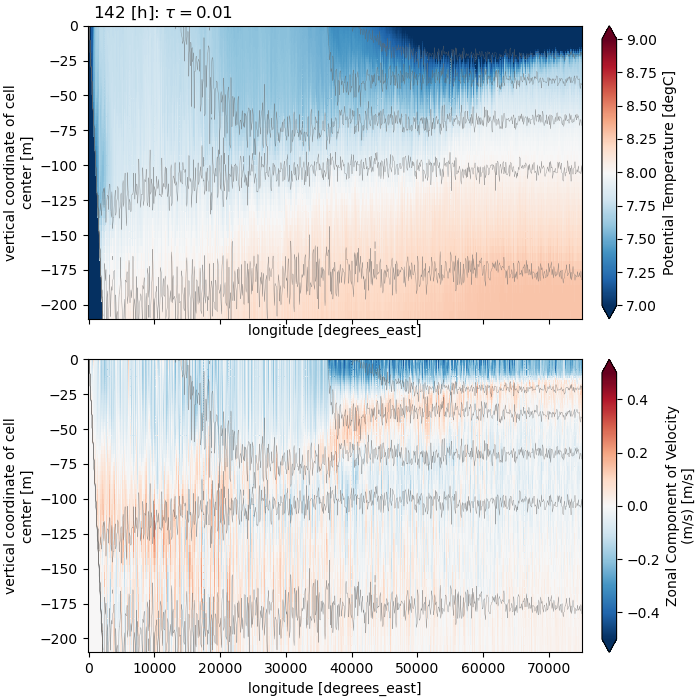 142 [h]: τ = 0.01
0
−25
−50
−75
−100
−125
−150
−175
−200
vertical coordinate of cell
center [m]
longitude [degrees_east]
9.00
8.75
8.50
8.25
8.00
7.75
7.50
7.25
7.00
Potential Temperature [degC]
0
−25
−50
−75
−100
−125
−150
−175
−200
vertical coordinate of cell
center [m]
0 10000 20000 30000 40000 50000 60000 70000
longitude [degrees_east]
0.4
0.2
0.0
−0.2
−0.4
Zonal Component of Velocity
(m/s) [m/s]